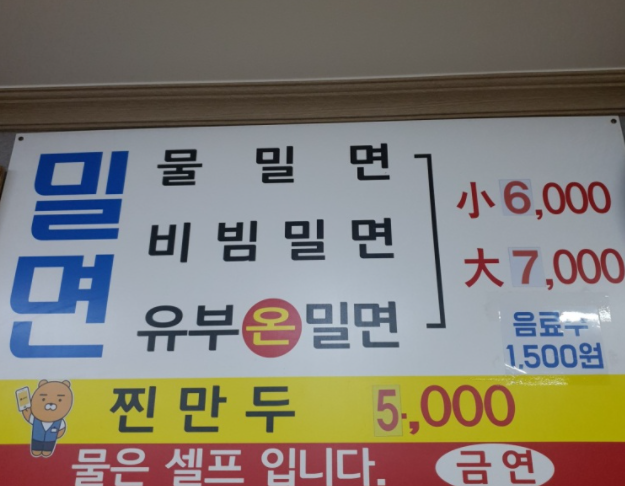 밀면
물밀면
비빔밀면
유부온밀면
小 6,000
大 7,000
음료수
1,500원
찐만두 5,000
물은 셀프 입니다. 금연